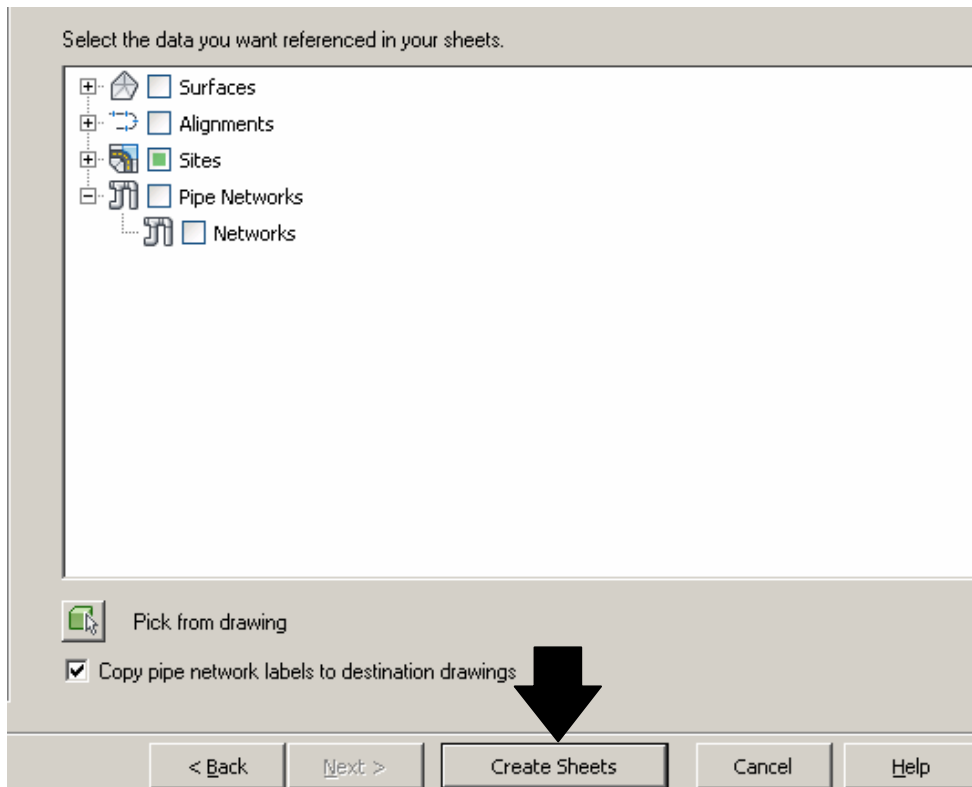 Select the data you want referenced in your sheets.
Surfaces
Alignments
Sites
Pipe Networks
Networks
Pick from drawing
Copy pipe network labels to destination drawings
< Back Next > Create Sheets Cancel Help